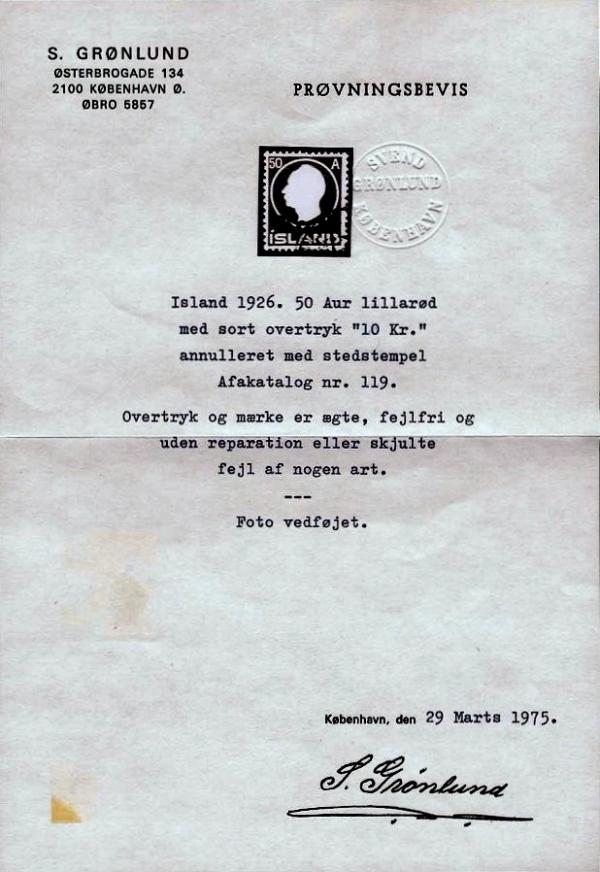 S. GRØNLUND
ØSTERBROGADE 134
2100 KØBENHAVN Ø.
ØBRO 5857
PRØVNINGSBEVIS
50 A
ÍSLAND
SVEND
GRØNLUND
KØBENHAVN
Island 1926. 50 Aur lillarød
med sort overtryk "10 Kr."
annulleret med stedstempel
Afakatalog nr. 119.
Overtryk og mærke er ægte, fejlfri og
uden reparation eller skjulte
fejl af nogen art.
---
Foto vedføjet.
København, den 29 Marts 1975.
S. Grönlund